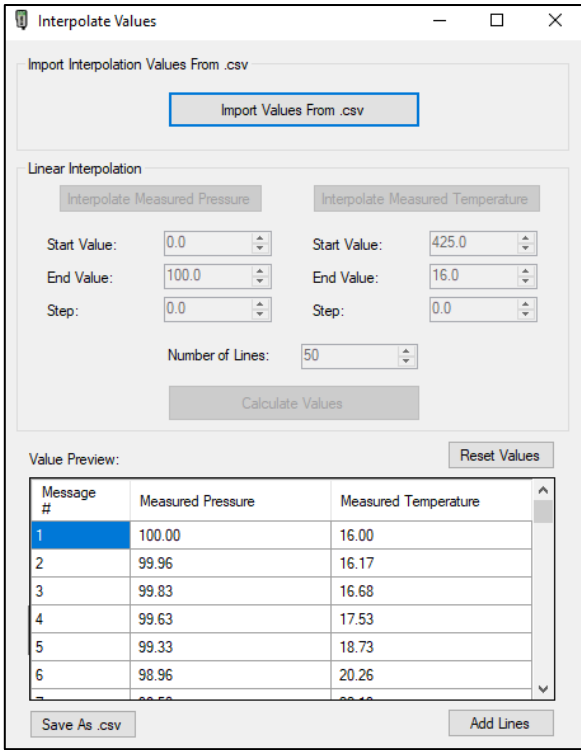 Interpolate Values
Import Interpolation Values From .csv
Import Values From .csv
Linear Interpolation
Interpolate Measured Pressure Interpolate Measured Temperature
Start Value: 0.0 Start Value: 425.0
End Value: 100.0 End Value: 16.0
Step: 0.0 Step: 0.0
Number of Lines: 50
Calculate Values
Value Preview: Reset Values
Message # Measured Pressure Measured Temperature
1 100.00 16.00
2 99.96 16.17
3 99.83 16.68
4 99.63 17.53
5 99.33 18.73
6 98.96 20.26
Save As .csv Add Lines